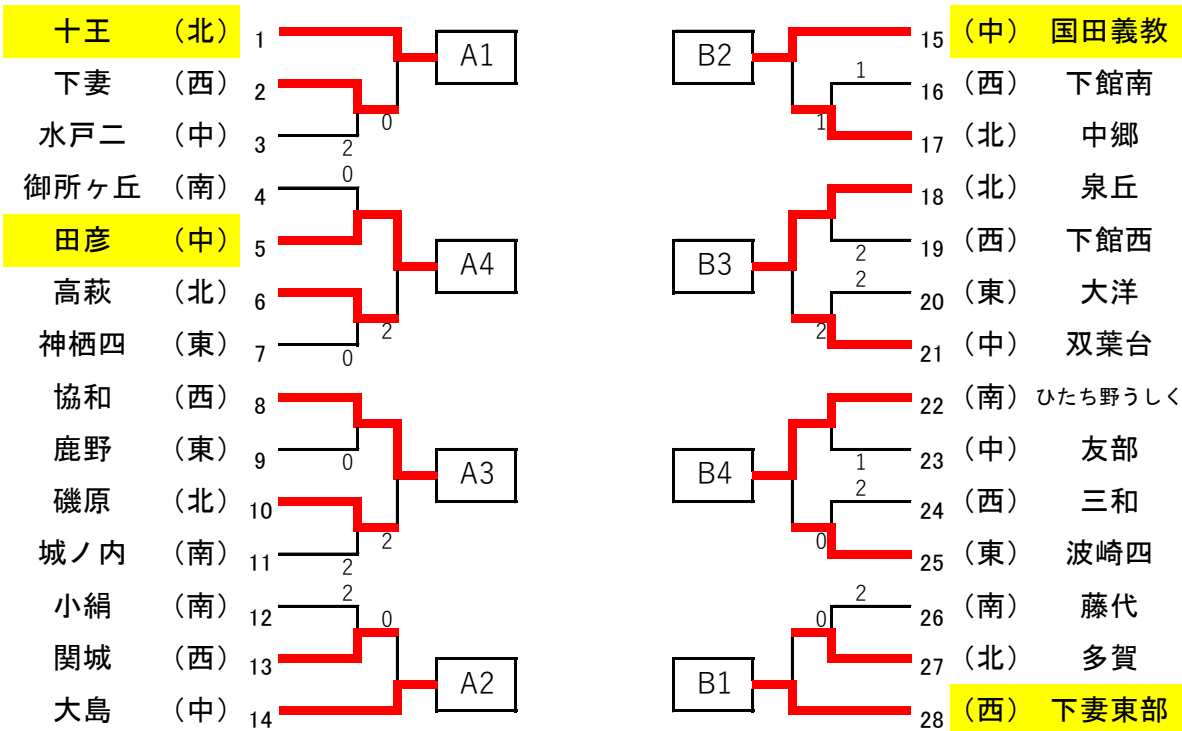 十王 （北） 1
A1
下妻 （西） 2
0
水戸二 （中） 3
2
0
御所ヶ丘 （南） 4
田彦 （中） 5
A4
高萩 （北） 6
2
神栖四 （東） 7
0
協和 （西） 8
鹿野 （東） 9
0
A3
磯原 （北） 10
2
城ノ内 （南） 11
2
2
小絹 （南） 12
0
関城 （西） 13
A2
大島 （中） 14
B2
15 （中） 国田義教
1
16 （西） 下館南
1
17 （北） 中郷
18 （北） 泉丘
B3
19 （西） 下館西
2
2
20 （東） 大洋
2
21 （中） 双葉台
22 （南） ひたち野うしく
B4
23 （中） 友部
1
2
24 （西） 三和
0
25 （東） 波崎四
2
26 （南） 藤代
0
27 （北） 多賀
B1
28 （西） 下妻東部